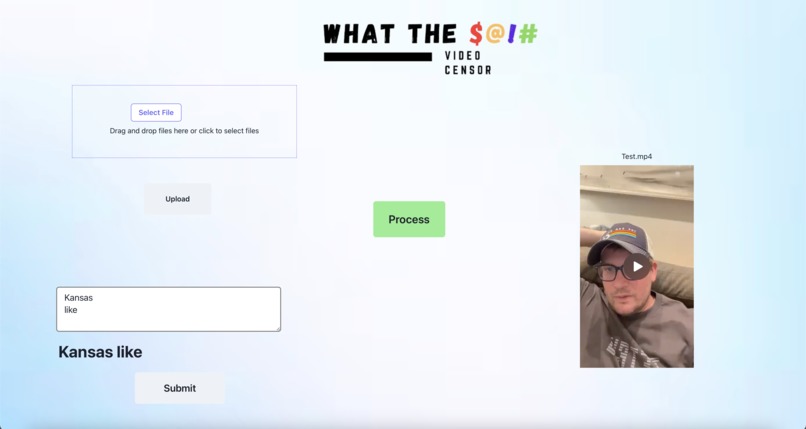 WHAT THE $@!#
VIDEO
CENSOR
Select File
Drag and drop files here or click to select files
Upload
Process
Test.mp4
Kansas
like
Kansas like
Submit